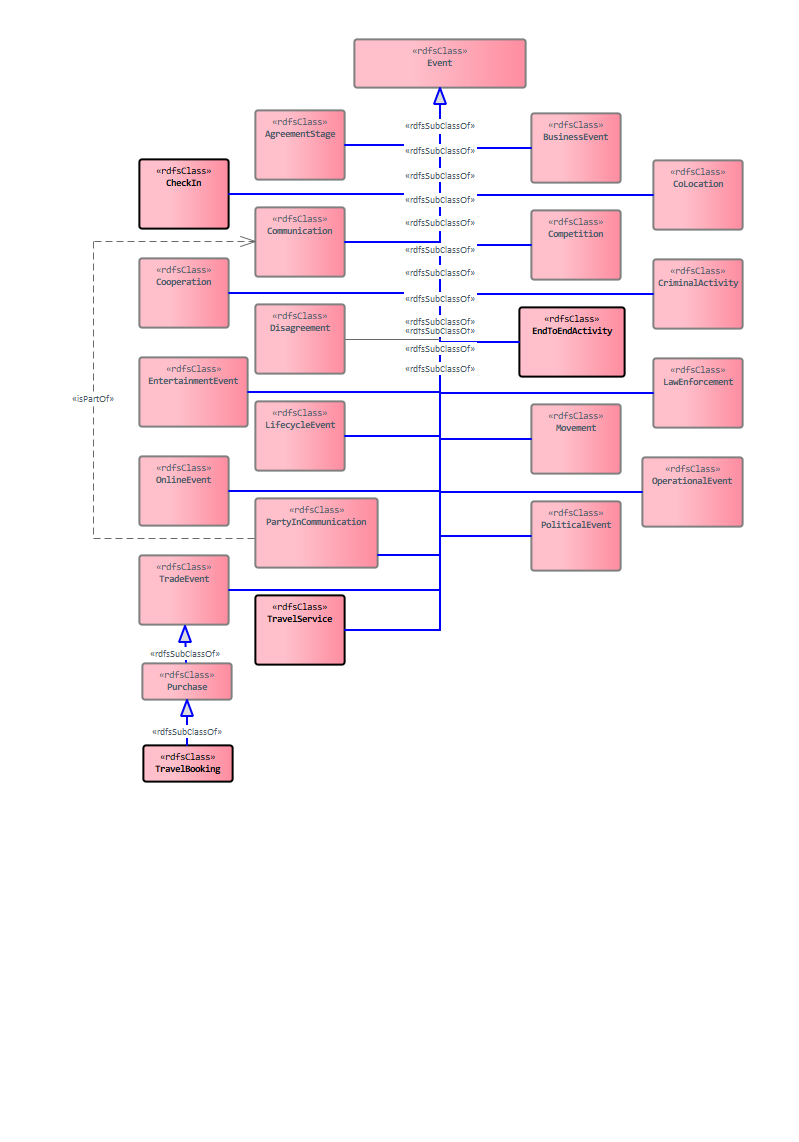 «rdfsClass»
Event
«rdfsSubClassOf»
«rdfsClass»
AgreementStage
«rdfsClass»
BusinessEvent
«rdfsSubClassOf»
«rdfsClass»
CheckIn
«rdfsClass»
CoLocation
«rdfsSubClassOf»
«rdfsSubClassOf»
«rdfsClass»
Communication
«rdfsClass»
Competition
«rdfsSubClassOf»
«rdfsSubClassOf»
«rdfsClass»
Cooperation
«rdfsClass»
CriminalActivity
«rdfsSubClassOf»
«rdfsSubClassOf»
«rdfsClass»
Disagreement
«rdfsClass»
EndToEndActivity
«rdfsSubClassOf»
«rdfsSubClassOf»
«rdfsSubClassOf»
«rdfsClass»
EntertainmentEvent
«rdfsClass»
LawEnforcement
«rdfsSubClassOf»
«isPartOf»
«rdfsClass»
LifecycleEvent
«rdfsClass»
Movement
«rdfsClass»
OnlineEvent
«rdfsClass»
OperationalEvent
«rdfsClass»
PartyInCommunication
«rdfsClass»
PoliticalEvent
«rdfsClass»
TradeEvent
«rdfsClass»
TravelService
«rdfsSubClassOf»
«rdfsClass»
Purchase
«rdfsSubClassOf»
«rdfsClass»
TravelBooking